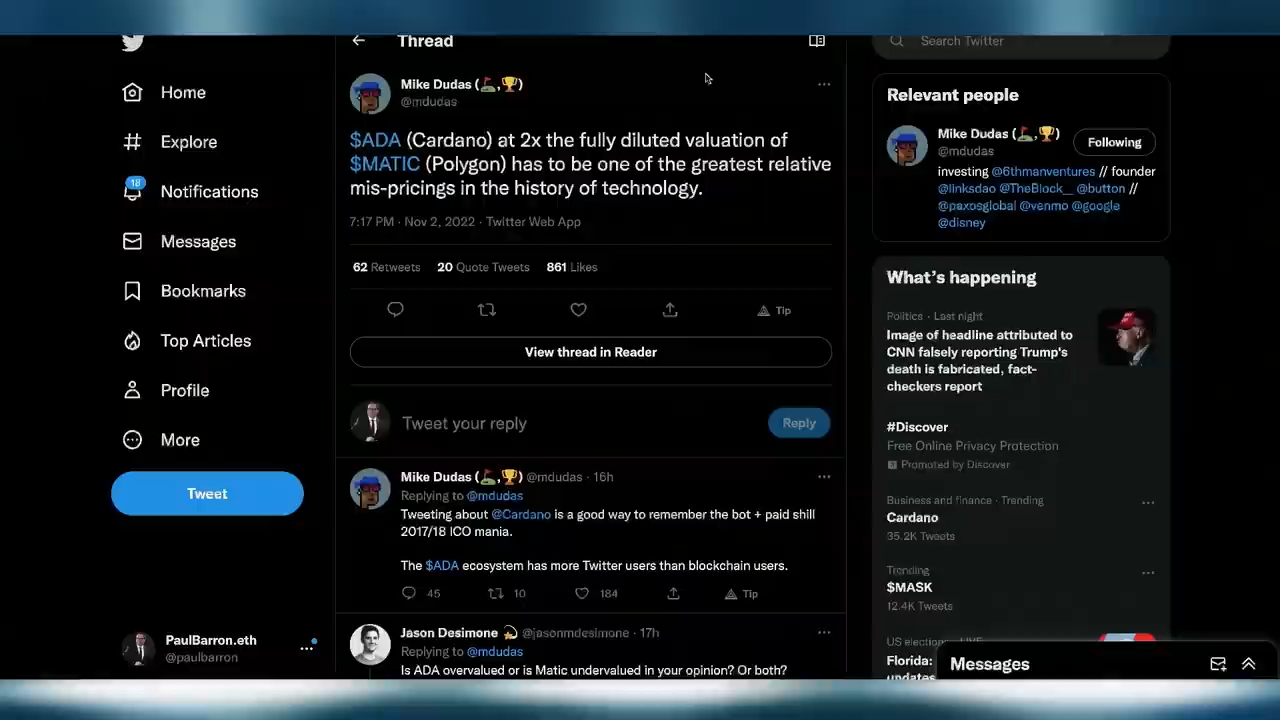 Home
Explore
18
Notifications
Messages
Bookmarks
Top Articles
Profile
More
Tweet
PaulBarron.eth
@paulbarron
Thread
Mike Dudas (⛳,🏆)
@mdudas
$ADA (Cardano) at 2x the fully diluted valuation of
$MATIC (Polygon) has to be one of the greatest relative
mis-pricings in the history of technology.
7:17 PM · Nov 2, 2022 · Twitter Web App
62 Retweets 20 Quote Tweets 861 Likes
Tip
View thread in Reader
Tweet your reply
Reply
Mike Dudas (⛳,🏆) @mdudas · 16h
Replying to @mdudas
Tweeting about @Cardano is a good way to remember the bot + paid shill
2017/18 ICO mania.
The $ADA ecosystem has more Twitter users than blockchain users.
45 10 184 Tip
Jason Desimone @jasonmdesimone · 17h
Replying to @mdudas
Is ADA overvalued or is Matic undervalued in your opinion? Or both?
Search Twitter
Relevant people
Mike Dudas (⛳,🏆)
@mdudas
Following
investing @6thmanventures // founder
@linksdao @TheBlock__ @button //
@paxosglobal @venmo @google
@disney
What's happening
Politics · Last night
Image of headline attributed to
CNN falsely reporting Trump's
death is fabricated, fact-
checkers report
#Discover
Free Online Privacy Protection
Promoted by Discover
Business and finance · Trending
Cardano
35.2K Tweets
Trending
$MASK
12.4K Tweets
US elections · LIVE
Florida:
updates
Messages